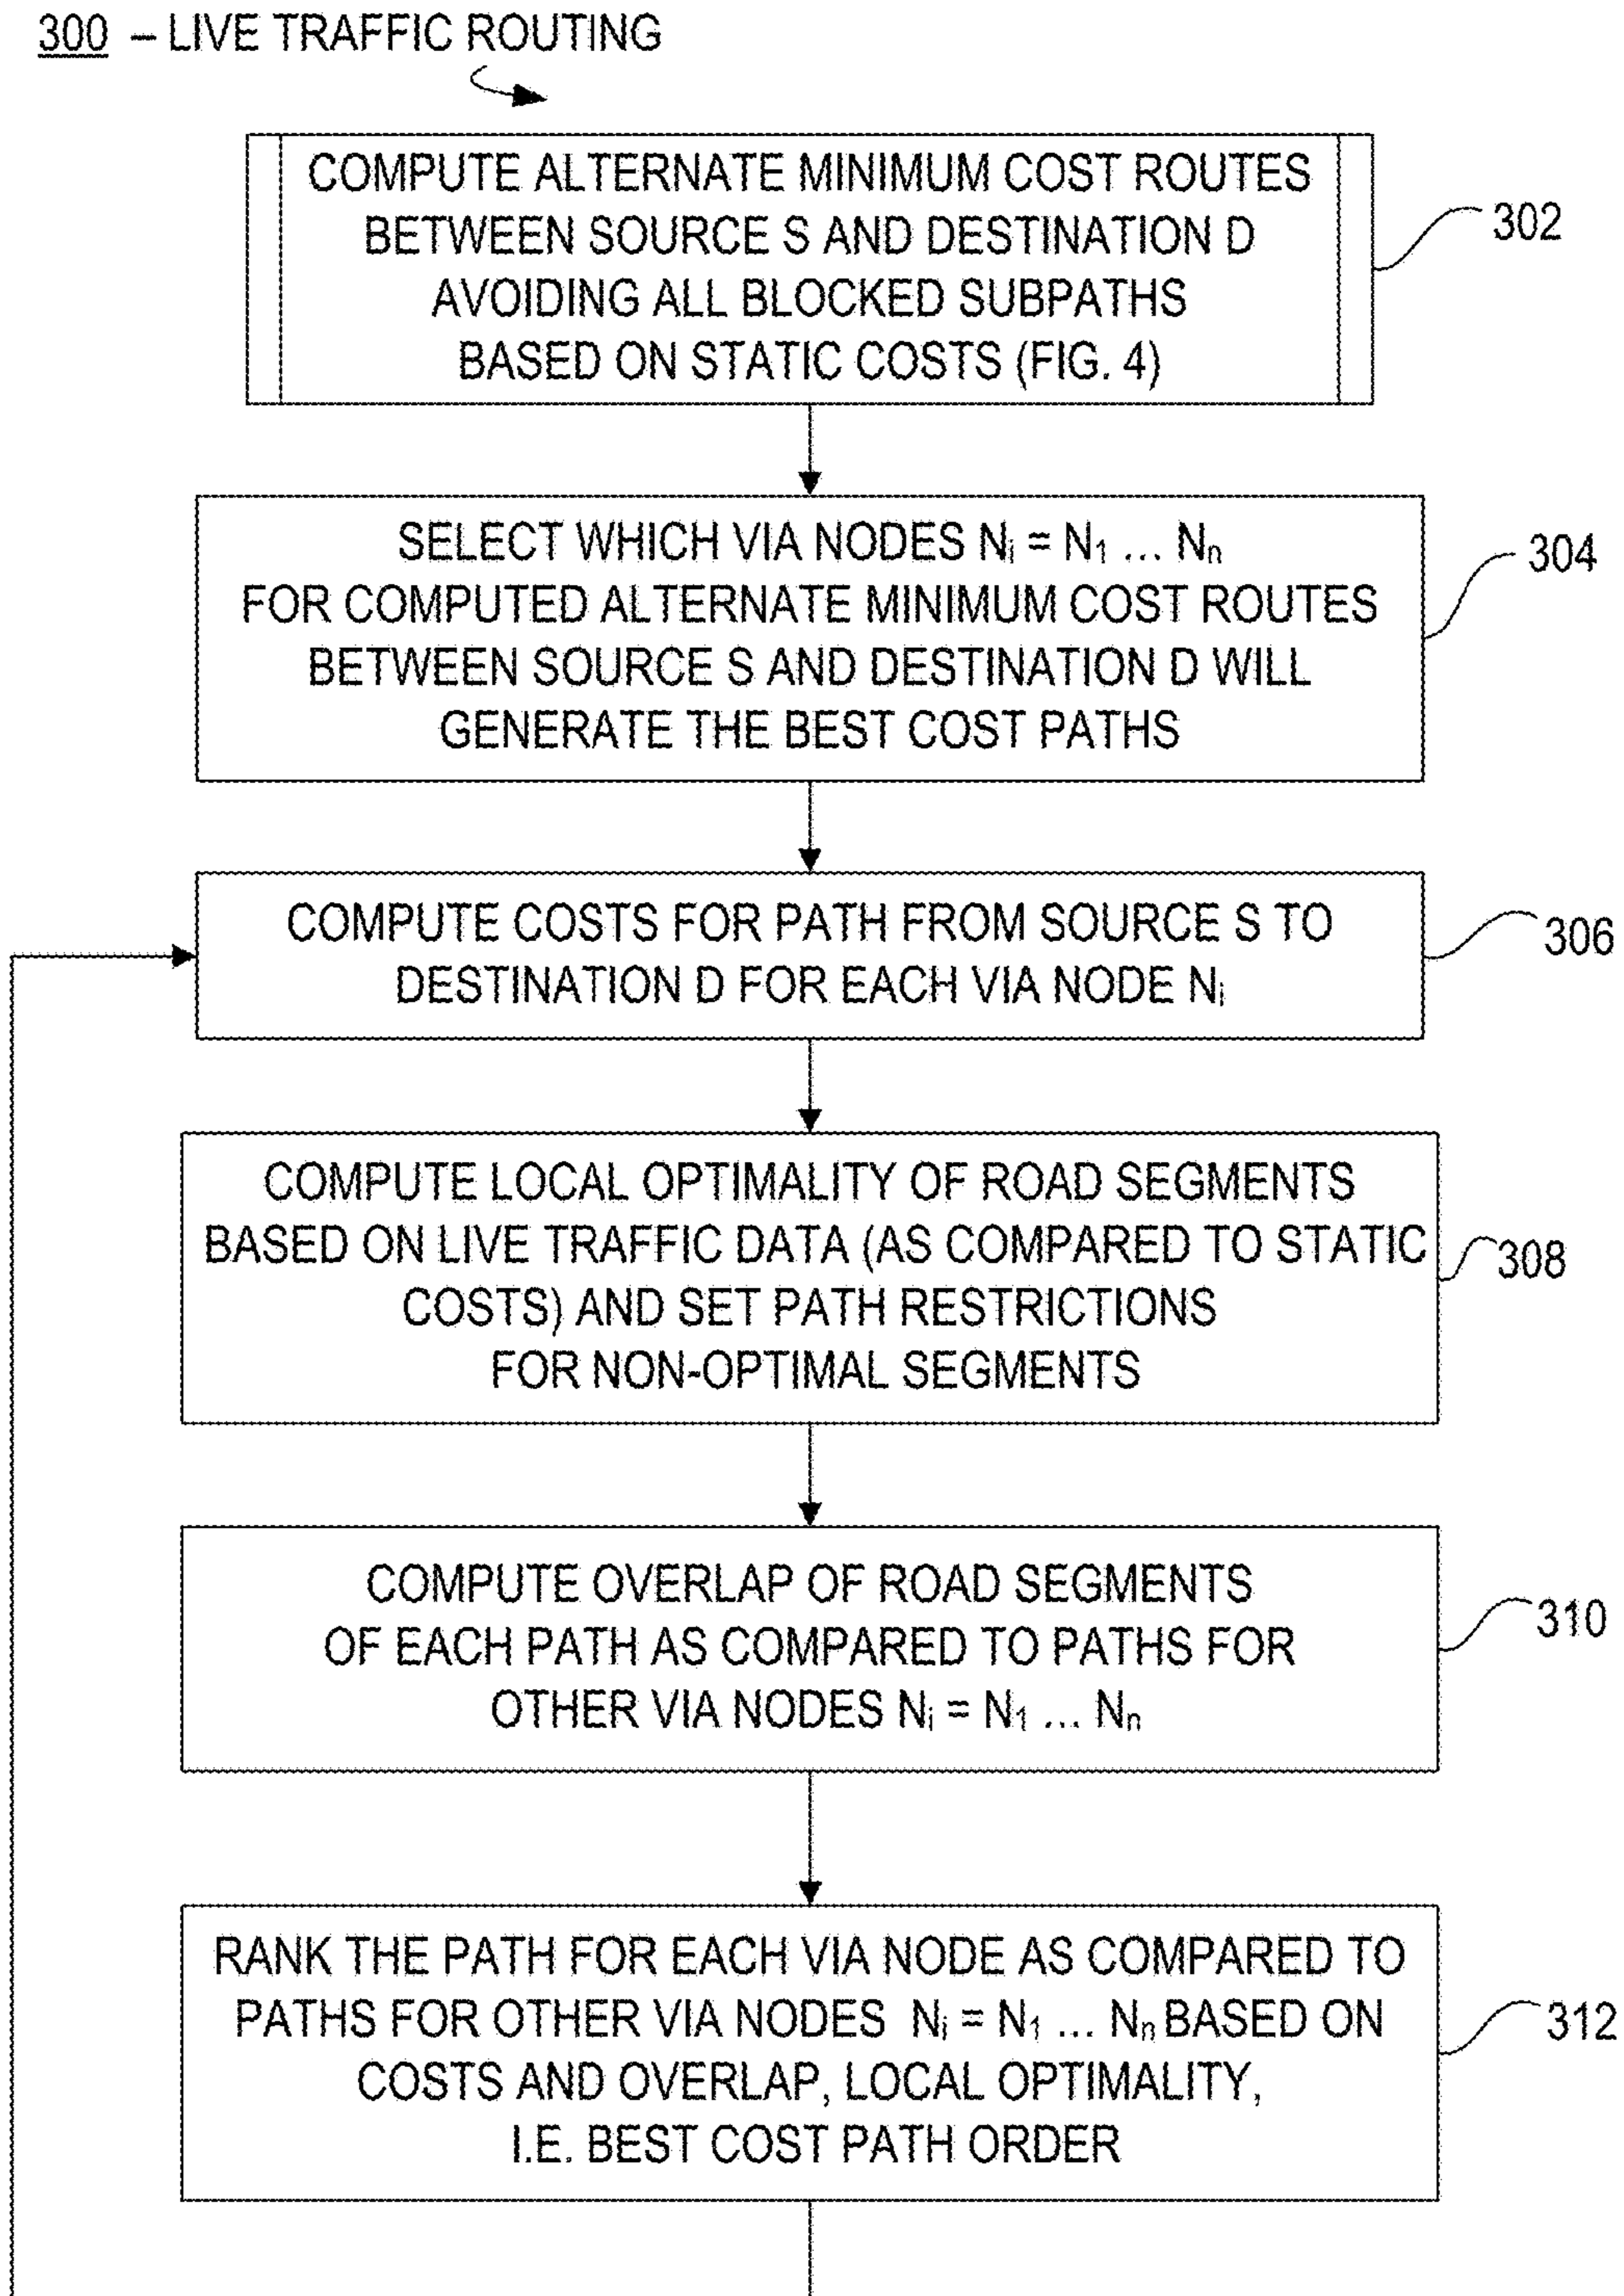 300 – LIVE TRAFFIC ROUTING
COMPUTE ALTERNATE MINIMUM COST ROUTES
BETWEEN SOURCE S AND DESTINATION D
AVOIDING ALL BLOCKED SUBPATHS
BASED ON STATIC COSTS (FIG. 4)
302
SELECT WHICH VIA NODES Nᵢ = N₁ ... Nₙ
FOR COMPUTED ALTERNATE MINIMUM COST ROUTES
BETWEEN SOURCE S AND DESTINATION D WILL
GENERATE THE BEST COST PATHS
304
COMPUTE COSTS FOR PATH FROM SOURCE S TO
DESTINATION D FOR EACH VIA NODE Nᵢ
306
COMPUTE LOCAL OPTIMALITY OF ROAD SEGMENTS
BASED ON LIVE TRAFFIC DATA (AS COMPARED TO STATIC
COSTS) AND SET PATH RESTRICTIONS
FOR NON-OPTIMAL SEGMENTS
308
COMPUTE OVERLAP OF ROAD SEGMENTS
OF EACH PATH AS COMPARED TO PATHS FOR
OTHER VIA NODES Nᵢ = N₁ ... Nₙ
310
RANK THE PATH FOR EACH VIA NODE AS COMPARED TO
PATHS FOR OTHER VIA NODES Nᵢ = N₁ ... Nₙ BASED ON
COSTS AND OVERLAP, LOCAL OPTIMALITY,
I.E. BEST COST PATH ORDER
312